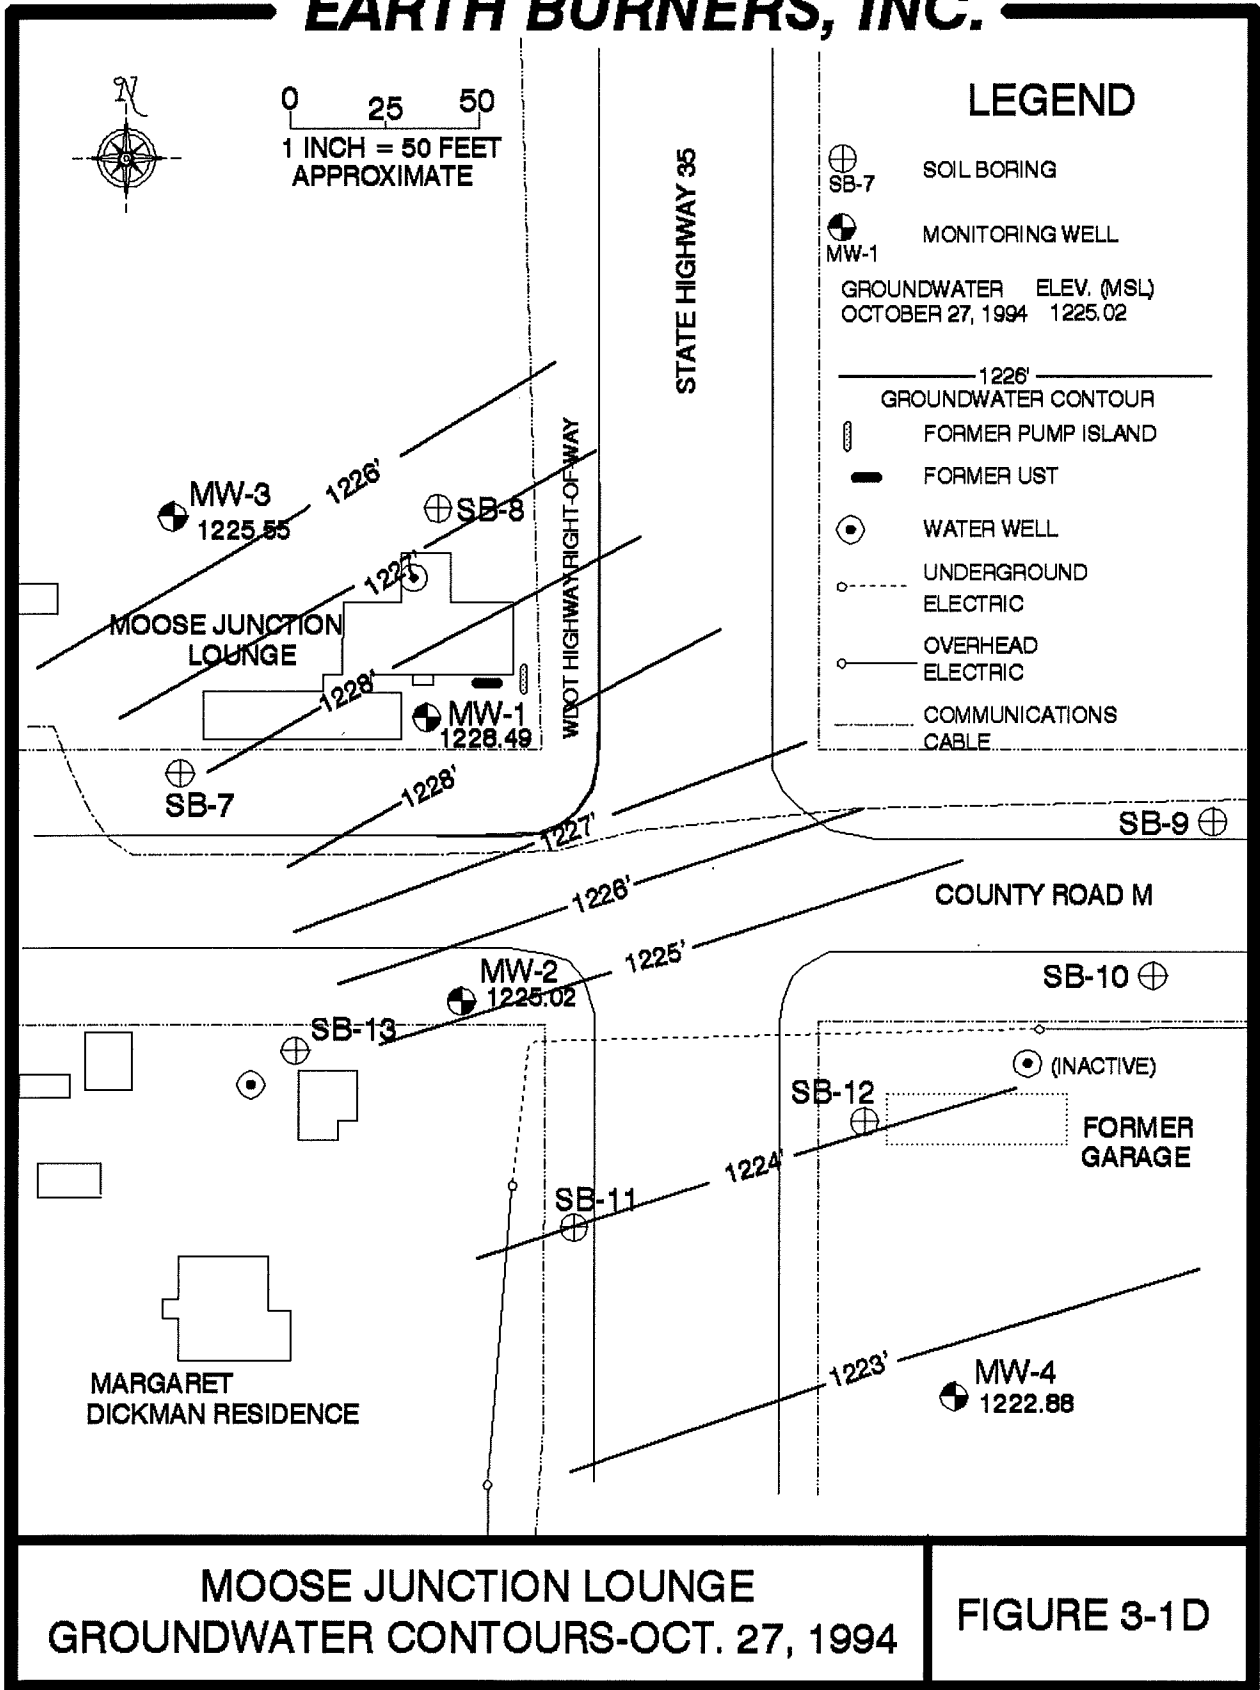 EARTH BURNERS, INC.
N
0 25 50
1 INCH = 50 FEET
APPROXIMATE
STATE HIGHWAY 35
LEGEND
SB-7
SOIL BORING
MW-1
MONITORING WELL
GROUNDWATER ELEV. (MSL)
OCTOBER 27, 1994 1225.02
1226'
GROUNDWATER CONTOUR
FORMER PUMP ISLAND
FORMER UST
WATER WELL
UNDERGROUND
ELECTRIC
OVERHEAD
ELECTRIC
COMMUNICATIONS
CABLE
WDOT HIGHWAY RIGHT-OF-WAY
1226'
MW-3
1225.55
SB-8
1227'
MOOSE JUNCTION
LOUNGE
1228'
MW-1
1228.49
SB-7
1228'
1227'
SB-9
1226'
COUNTY ROAD M
1225'
MW-2
1225.02
SB-10
SB-13
(INACTIVE)
SB-12
FORMER
GARAGE
1224'
SB-11
1223'
MW-4
1222.88
MARGARET
DICKMAN RESIDENCE
MOOSE JUNCTION LOUNGE
GROUNDWATER CONTOURS-OCT. 27, 1994
FIGURE 3-1D